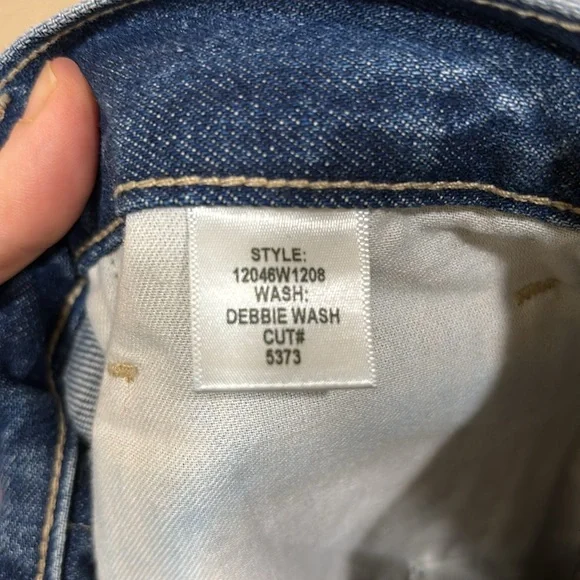 STYLE:
12046W1208
WASH:
DEBBIE WASH
CUT#
5373